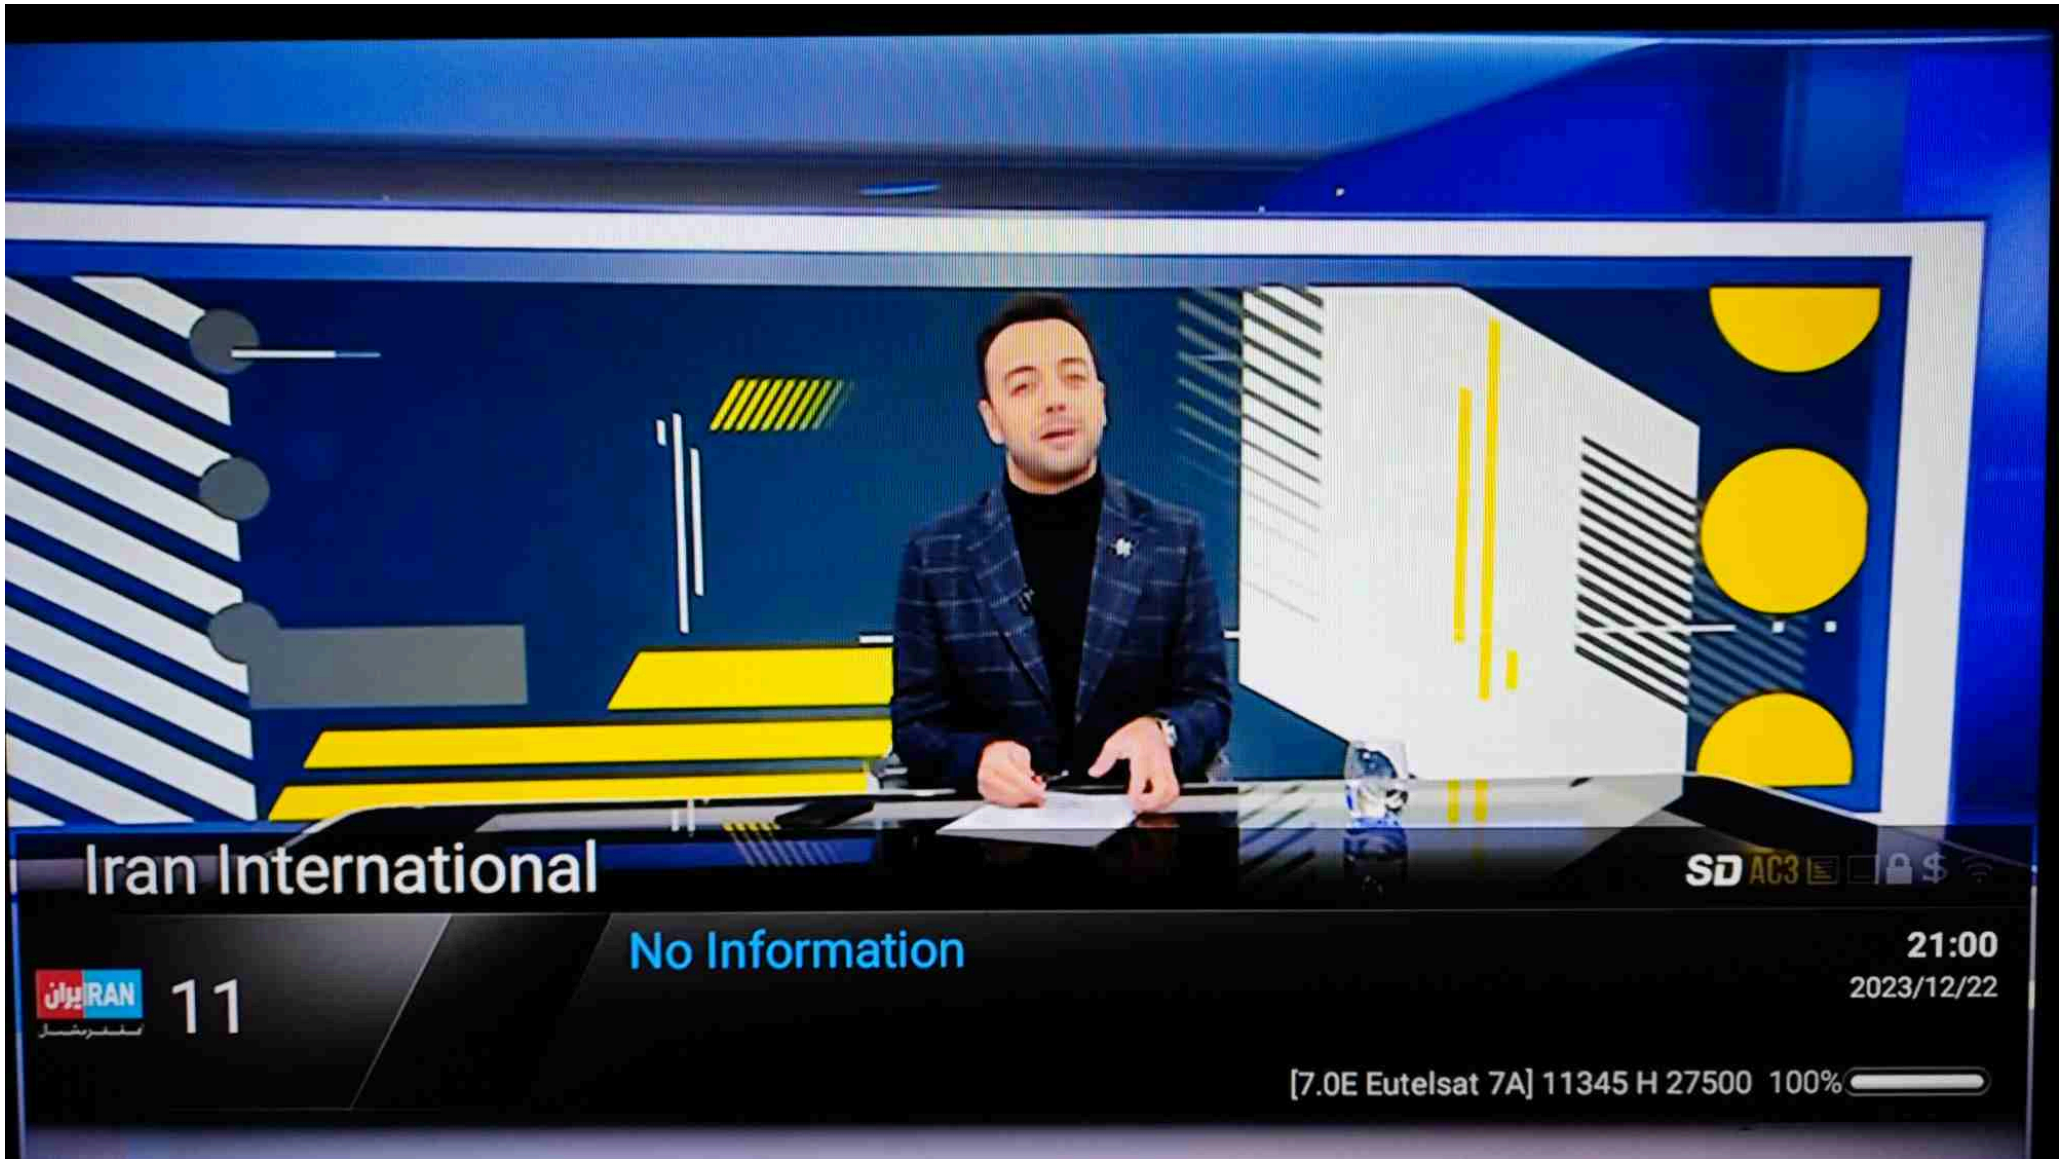 Iran International
SD AC3
No Information
21:00
2023/12/22
ایران IRAN
اینترنشنال
11
[7.0E Eutelsat 7A] 11345 H 27500 100%